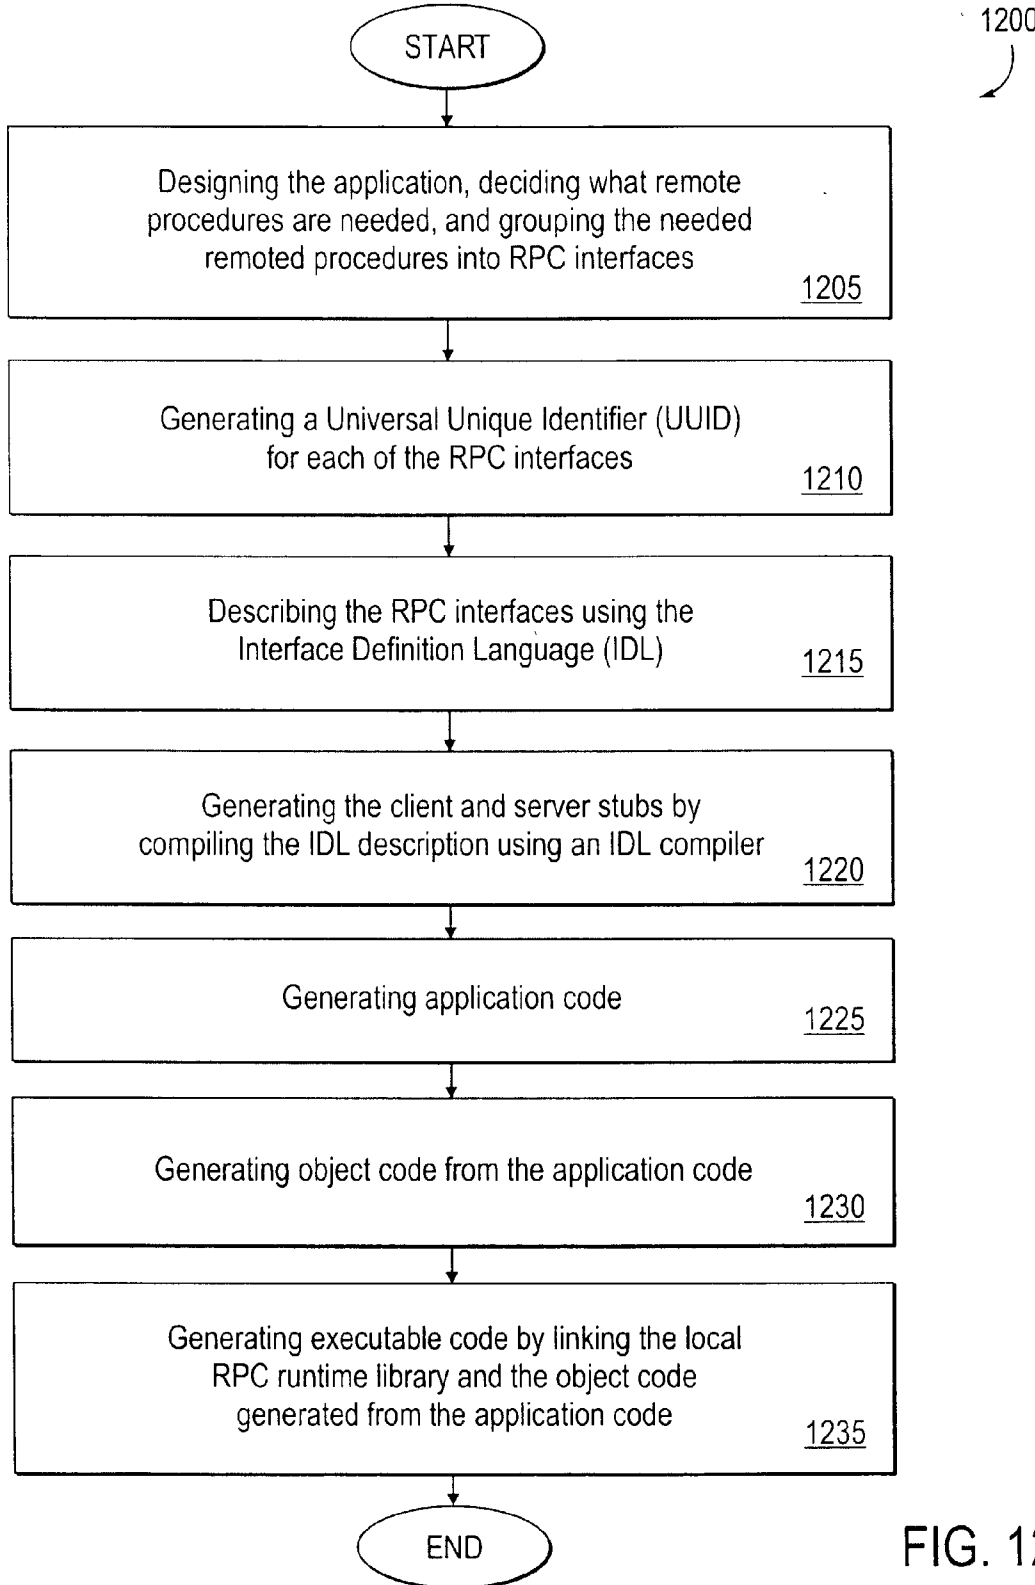 1200
START
Designing the application, deciding what remote
procedures are needed, and grouping the needed
remoted procedures into RPC interfaces
1205
Generating a Universal Unique Identifier (UUID)
for each of the RPC interfaces
1210
Describing the RPC interfaces using the
Interface Definition Language (IDL)
1215
Generating the client and server stubs by
compiling the IDL description using an IDL compiler
1220
Generating application code
1225
Generating object code from the application code
1230
Generating executable code by linking the local
RPC runtime library and the object code
generated from the application code
1235
END
FIG.